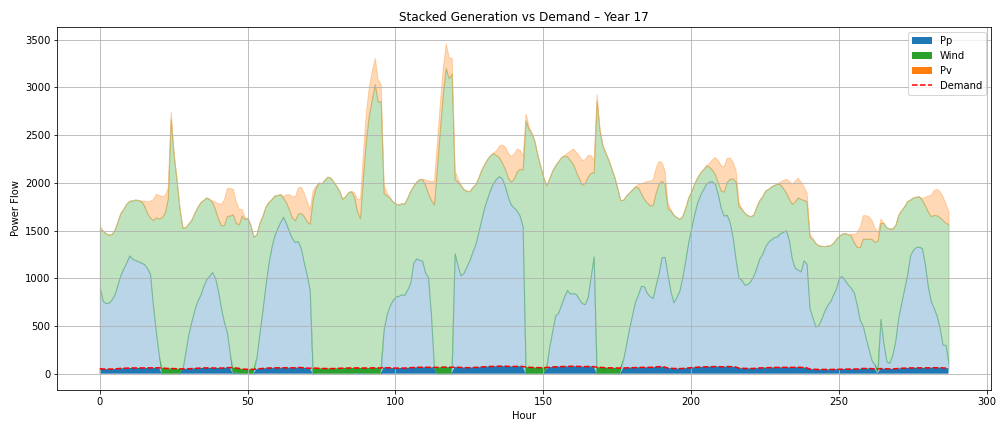 Stacked Generation vs Demand – Year 17
Power Flow
3500
3000
2500
2000
1500
1000
500
0
Pp
Wind
Pv
Demand
0
50
100
150
200
250
300
Hour